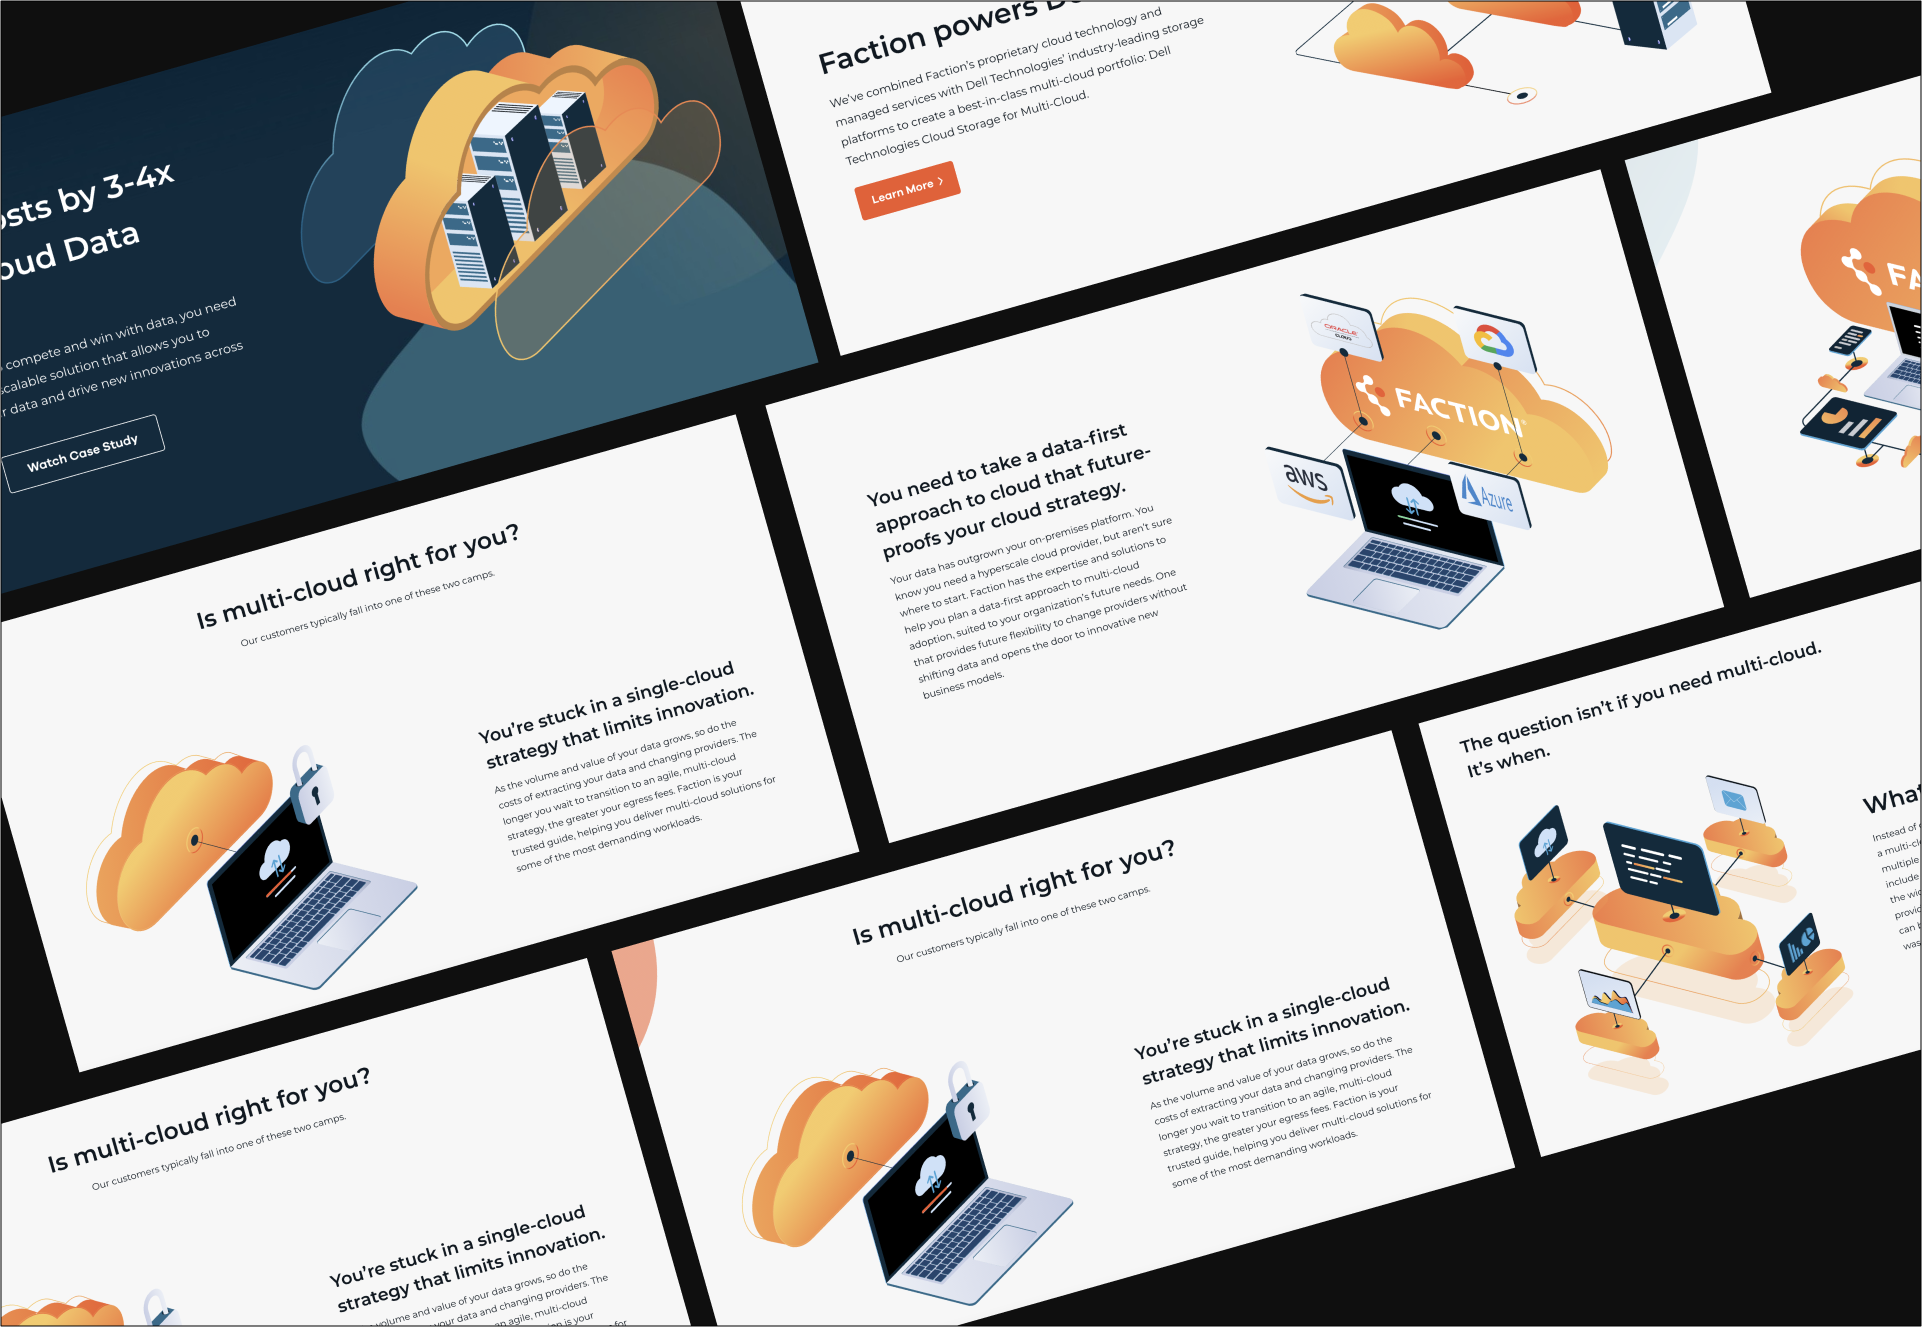 osts by 3-4x
oud Data
compete and win with data, you need
scalable solution that allows you to
r data and drive new innovations across
Watch Case Study
Faction powers D
We've combined Faction's proprietary cloud technology and
managed services with Dell Technologies' industry-leading storage
platforms to create a best-in-class multi-cloud portfolio: Dell
Technologies Cloud Storage for Multi-Cloud.
Learn More >
Is multi-cloud right for you?
Our customers typically fall into one of these two camps.
You're stuck in a single-cloud
strategy that limits innovation.
As the volume and value of your data grows, so do the
costs of extracting your data and changing providers. The
longer you wait to transition to an agile, multi-cloud
strategy, the greater your egress fees. Faction is your
trusted guide, helping you deliver multi-cloud solutions for
some of the most demanding workloads.
You need to take a data-first
approach to cloud that future-
proofs your cloud strategy.
Your data has outgrown your on-premises platform. You
know you need a hyperscale cloud provider, but aren't sure
where to start. Faction has the expertise and solutions to
help you plan a data-first approach to multi-cloud
adoption, suited to your organization's future needs. One
that provides future flexibility to change providers without
shifting data and opens the door to innovative new
business models.
ORACLE
CLOUD
FACTION®
aws
Azure
FA
Is multi-cloud right for you?
Our customers typically fall into one of these two camps.
You're stuck in a single-cloud
strategy that limits innovation.
volume and value of your data grows, so do the
your data and changing providers. The
an agile, multi-cloud
n is your
for
Is multi-cloud right for you?
Our customers typically fall into one of these two camps.
You're stuck in a single-cloud
strategy that limits innovation.
As the volume and value of your data grows, so do the
costs of extracting your data and changing providers. The
longer you wait to transition to an agile, multi-cloud
strategy, the greater your egress fees. Faction is your
trusted guide, helping you deliver multi-cloud solutions for
some of the most demanding workloads.
The question isn't if you need multi-cloud.
It's when.
What
Instead of
a multi-cl
multiple
include
the wi
provi
can b
was